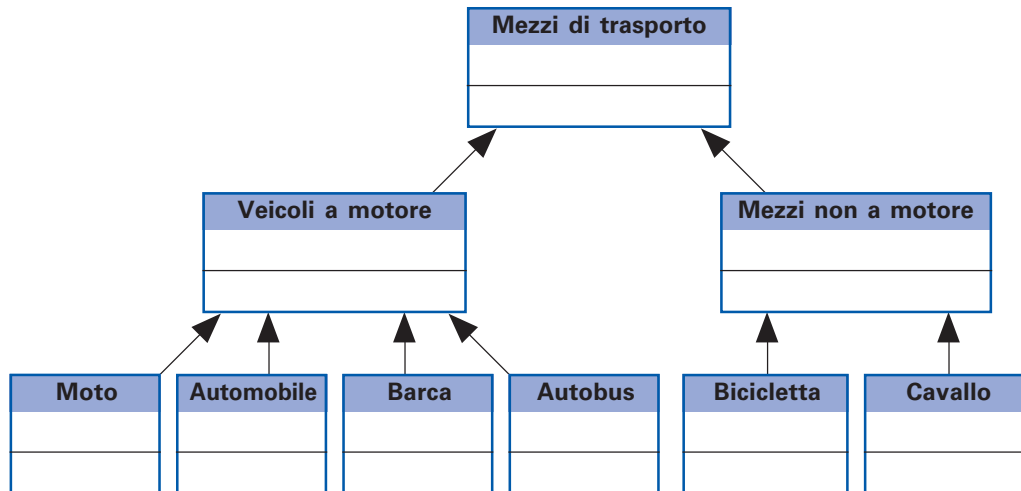 Mezzi di trasporto
Veicoli a motore
Mezzi non a motore
Moto
Automobile
Barca
Autobus
Bicicletta
Cavallo